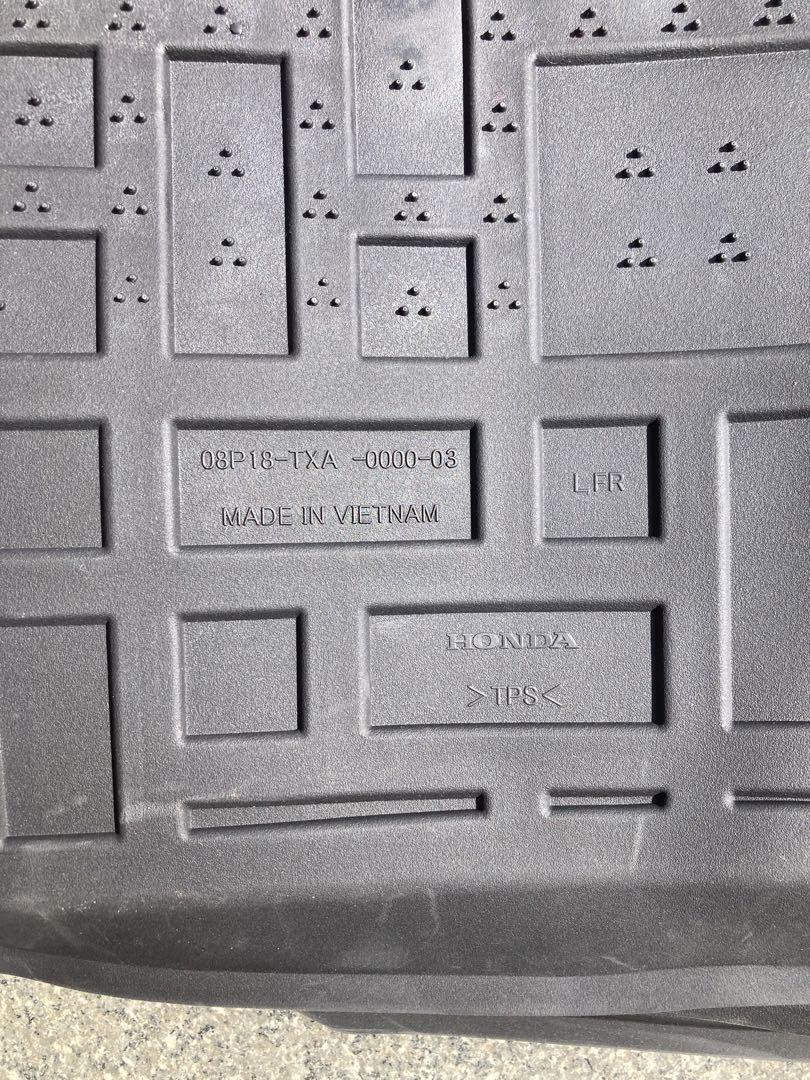 08P18-TXA -0000-03
MADE IN VIETNAM
LFR
HONDA
>TPS<